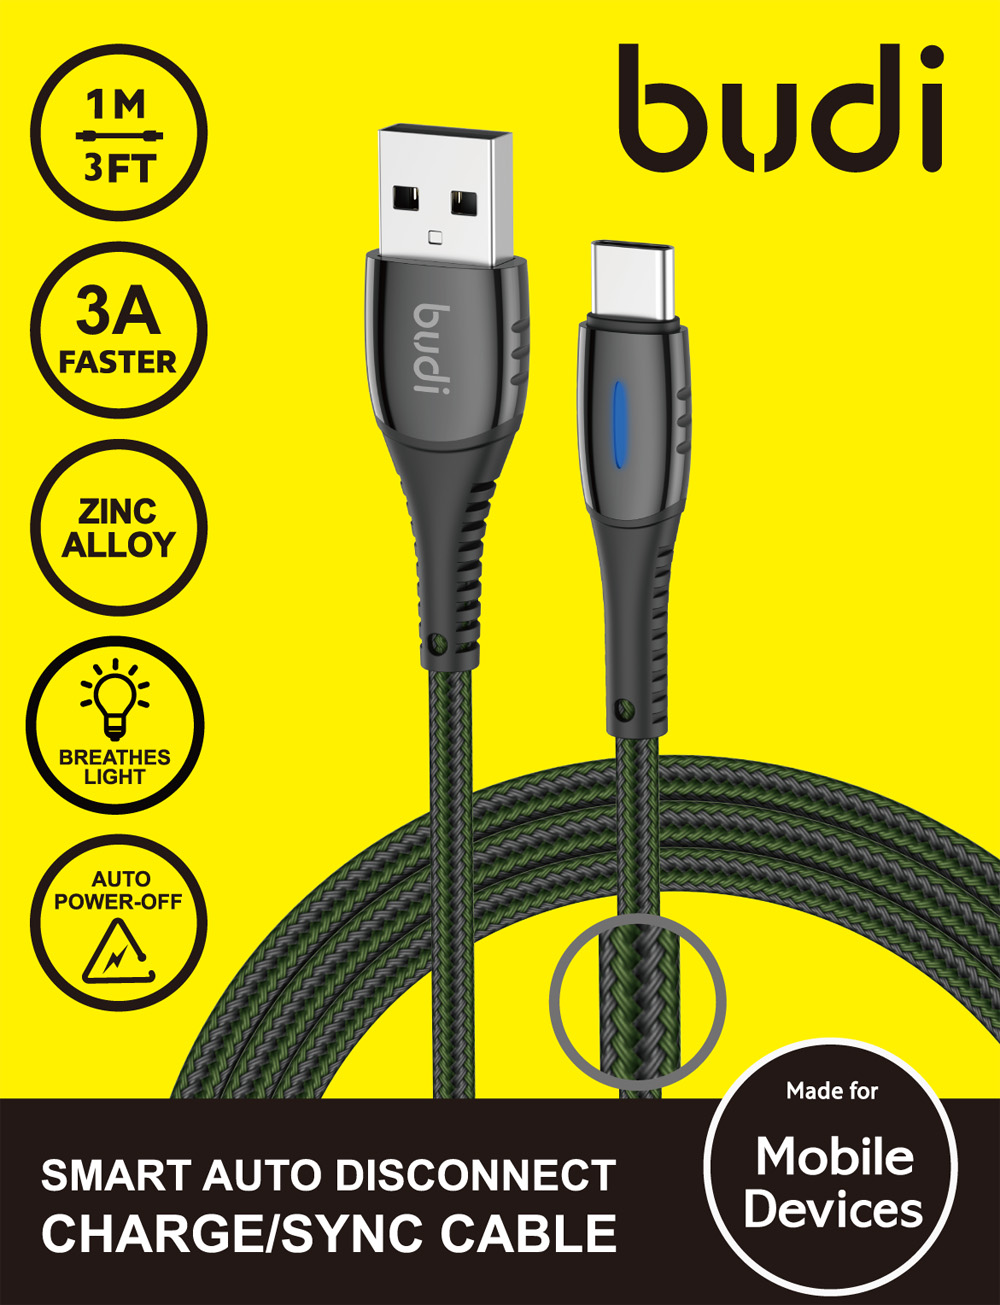 budi
1M
3FT
3A
FASTER
ZINC
ALLOY
BREATHES
LIGHT
AUTO
POWER-OFF
budi
Made for
Mobile
Devices
SMART AUTO DISCONNECT
CHARGE/SYNC CABLE